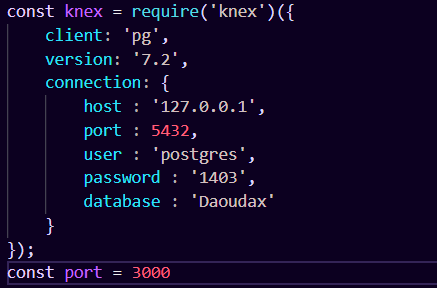 const knex = require('knex')({
    client: 'pg',
    version: '7.2',
    connection: {
        host : '127.0.0.1',
        port : 5432,
        user : 'postgres',
        password : '1403',
        database : 'Daoudax'
    }
});
const port = 3000